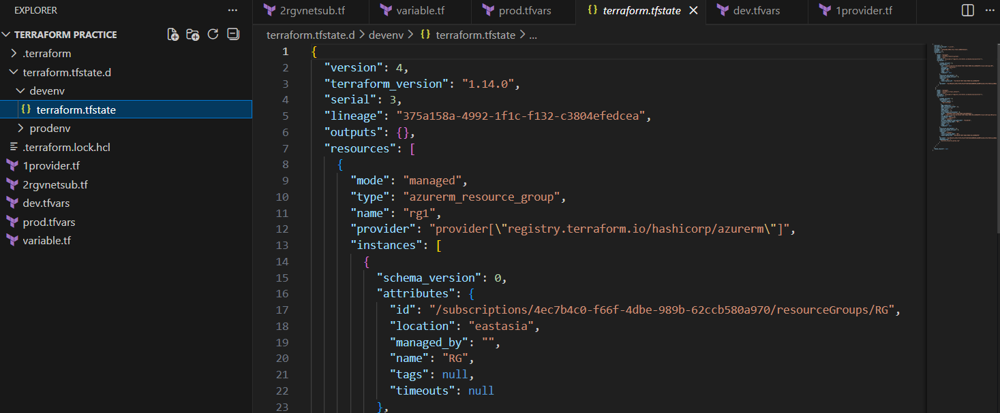 EXPLORER
TERRAFORM PRACTICE
.terraform
terraform.tfstate.d
devenv
terraform.tfstate
prodenv
.terraform.lock.hcl
1provider.tf
2rgvnetsub.tf
dev.tfvars
prod.tfvars
variable.tf
2rgvnetsub.tf variable.tf prod.tfvars {} terraform.tfstate dev.tfvars 1provider.tf
terraform.tfstate.d > devenv > {} terraform.tfstate > ...
1 {
2 "version": 4,
3 "terraform_version": "1.14.0",
4 "serial": 3,
5 "lineage": "375a158a-4992-1f1c-f132-c3804efedcea",
6 "outputs": {},
7 "resources": [
8 {
9 "mode": "managed",
10 "type": "azurerm_resource_group",
11 "name": "rg1",
12 "provider": "provider[\"registry.terraform.io/hashicorp/azurerm\"]",
13 "instances": [
14 {
15 "schema_version": 0,
16 "attributes": {
17 "id": "/subscriptions/4ec7b4c0-f66f-4dbe-989b-62ccb580a970/resourceGroups/RG",
18 "location": "eastasia",
19 "managed_by": "",
20 "name": "RG",
21 "tags": null,
22 "timeouts": null
23 },